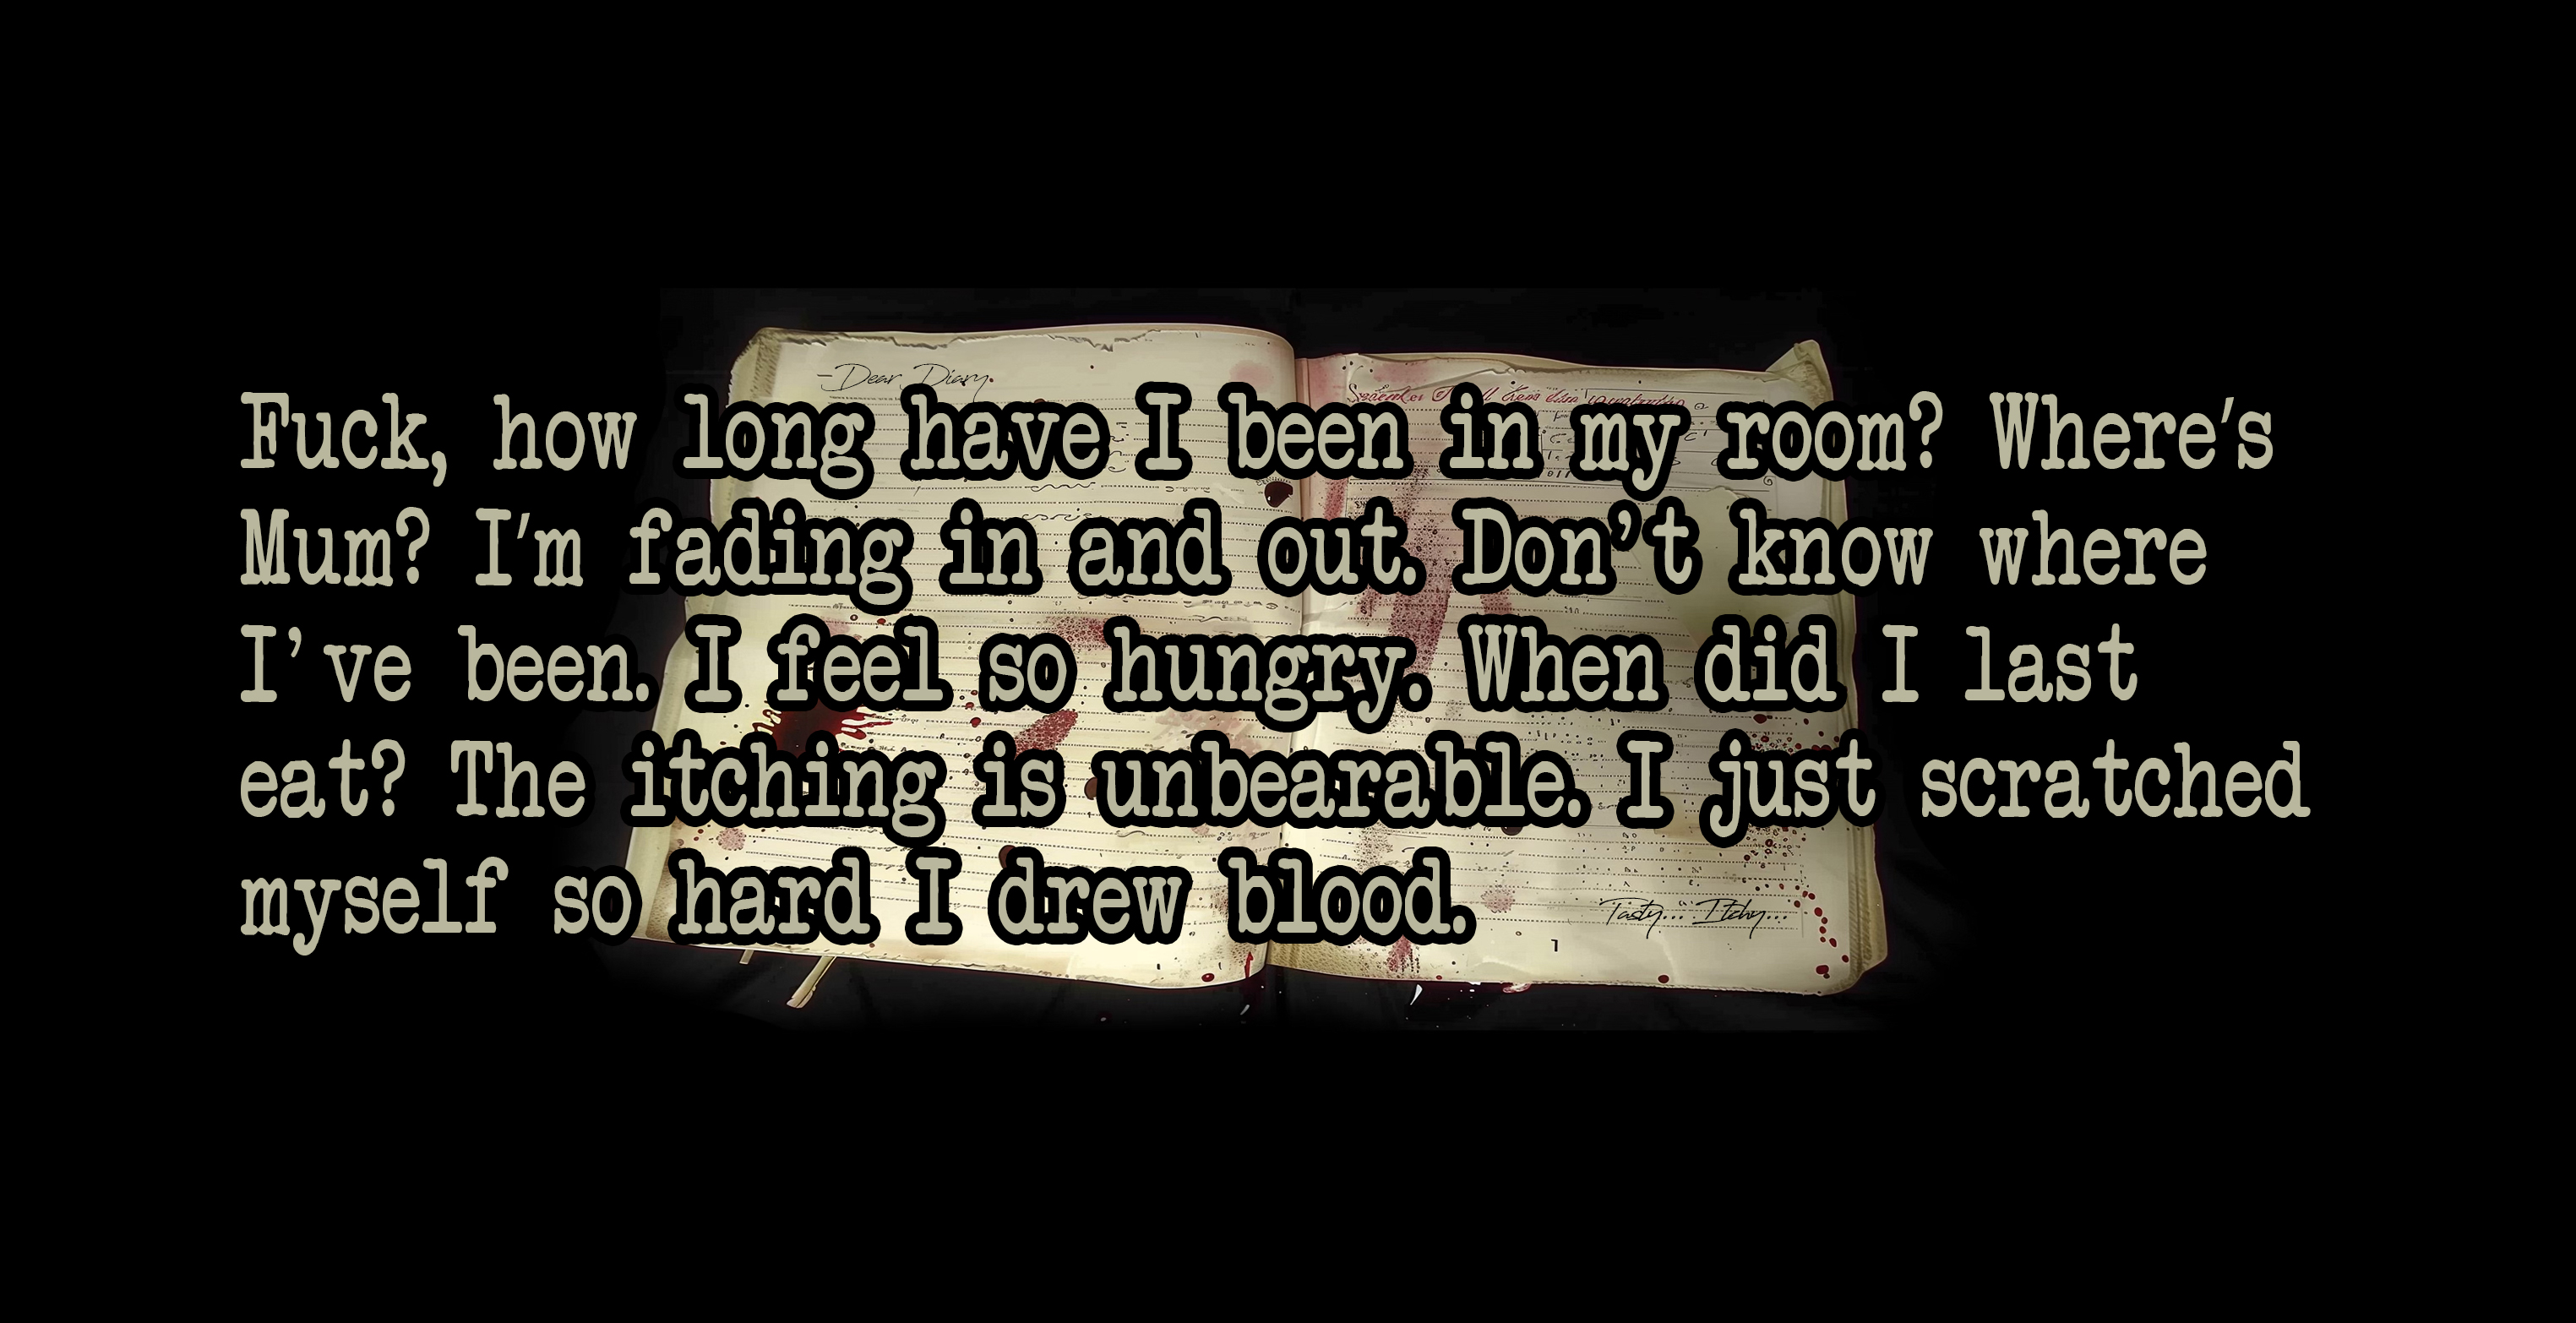 -Dear Diary
Fuck, how long have I been in my room? Where's
Mum? I'm fading in and out. Don't know where
I've been. I feel so hungry. When did I last
eat? The itching is unbearable. I just scratched
myself so hard I drew blood.
Tasty... Itchy...